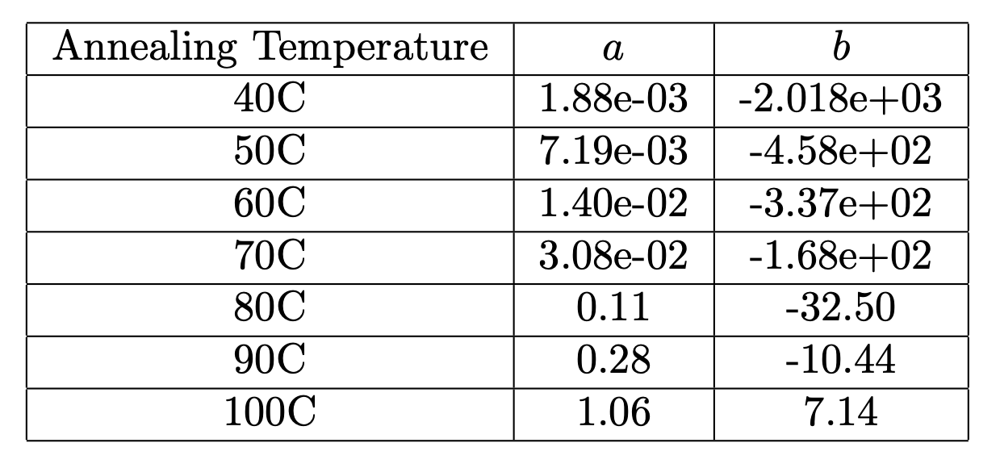 Annealing Temperature a b
40C 1.88e-03 -2.018e+03
50C 7.19e-03 -4.58e+02
60C 1.40e-02 -3.37e+02
70C 3.08e-02 -1.68e+02
80C 0.11 -32.50
90C 0.28 -10.44
100C 1.06 7.14